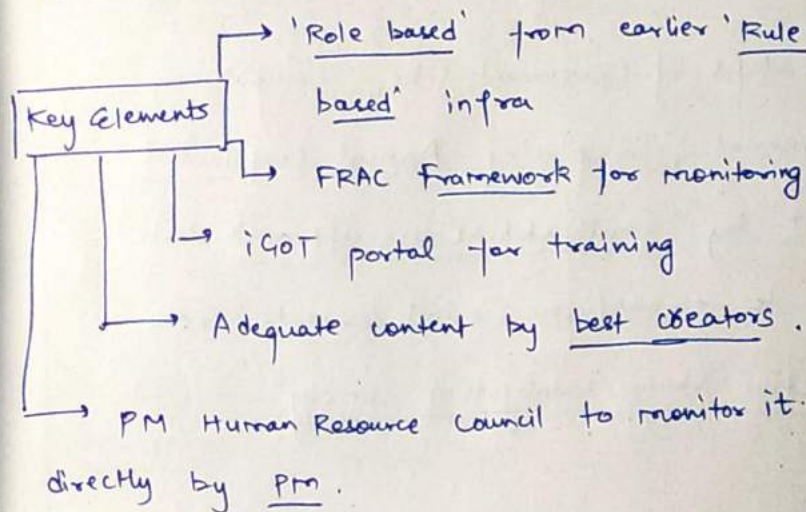 'Role based' from earlier 'Rule
based' infra
Key Elements
FRAC Framework for monitoring
iGOT portal for training
Adequate content by best creators.
PM Human Resource Council to monitor it
directly by PM.